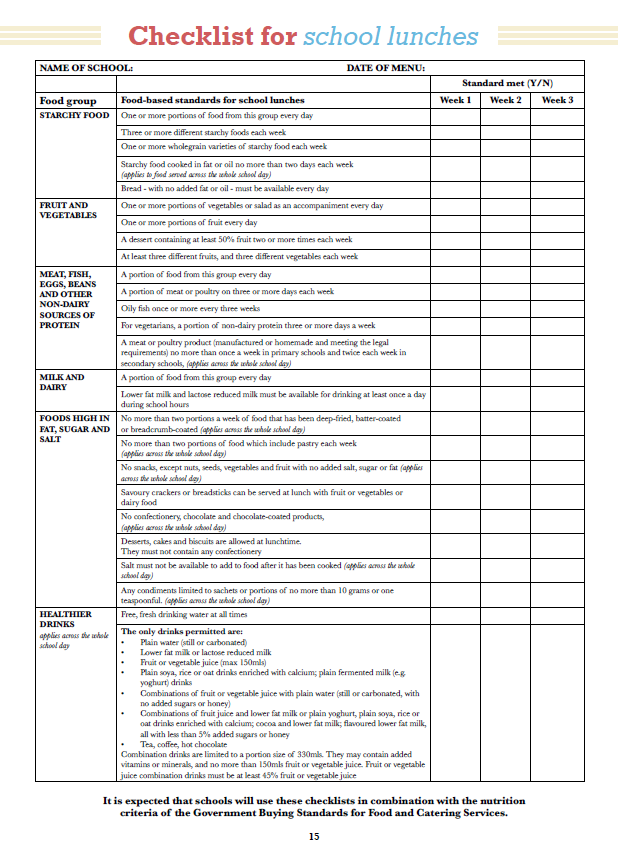 Checklist for school lunches
NAME OF SCHOOL: DATE OF MENU:
Standard met (Y/N)
Food group Food-based standards for school lunches Week 1 Week 2 Week 3
STARCHY FOOD One or more portions of food from this group every day
Three or more different starchy foods each week
One or more wholegrain varieties of starchy food each week
Starchy food cooked in fat or oil no more than two days each week
(applies to food served across the whole school day)
Bread - with no added fat or oil - must be available every day
FRUIT AND
VEGETABLES
One or more portions of vegetables or salad as an accompaniment every day
One or more portions of fruit every day
A dessert containing at least 50% fruit two or more times each week
At least three different fruits, and three different vegetables each week
MEAT, FISH,
EGGS, BEANS
AND OTHER
NON-DAIRY
SOURCES OF
PROTEIN
A portion of food from this group every day
A portion of meat or poultry on three or more days each week
Oily fish once or more every three weeks
For vegetarians, a portion of non-dairy protein three or more days a week
A meat or poultry product (manufactured or homemade and meeting the legal
requirements) no more than once a week in primary schools and twice each week in
secondary schools, (applies across the whole school day)
MILK AND
DAIRY
A portion of food from this group every day
Lower fat milk and lactose reduced milk must be available for drinking at least once a day
during school hours
FOODS HIGH IN
FAT, SUGAR AND
SALT
No more than two portions a week of food that has been deep-fried, batter-coated
or breadcrumb-coated (applies across the whole school day)
No more than two portions of food which include pastry each week
(applies across the whole school day)
No snacks, except nuts, seeds, vegetables and fruit with no added salt, sugar or fat (applies
across the whole school day)
Savoury crackers or breadsticks can be served at lunch with fruit or vegetables or
dairy food
No confectionery, chocolate and chocolate-coated products,
(applies across the whole school day)
Desserts, cakes and biscuits are allowed at lunchtime.
They must not contain any confectionery
Salt must not be available to add to food after it has been cooked (applies across the whole
school day)
Any condiments limited to sachets or portions of no more than 10 grams or one
teaspoonful. (applies across the whole school day)
HEALTHIER
DRINKS
applies across the whole
school day
Free, fresh drinking water at all times
The only drinks permitted are:
• Plain water (still or carbonated)
• Lower fat milk or lactose reduced milk
• Fruit or vegetable juice (max 150mls)
• Plain soya, rice or oat drinks enriched with calcium; plain fermented milk (e.g.
yoghurt) drinks
• Combinations of fruit or vegetable juice with plain water (still or carbonated, with
no added sugars or honey)
• Combinations of fruit juice and lower fat milk or plain yoghurt, plain soya, rice or
oat drinks enriched with calcium; cocoa and lower fat milk; flavoured lower fat milk,
all with less than 5% added sugars or honey
• Tea, coffee, hot chocolate
Combination drinks are limited to a portion size of 330mls. They may contain added
vitamins or minerals, and no more than 150mls fruit or vegetable juice. Fruit or vegetable
juice combination drinks must be at least 45% fruit or vegetable juice
It is expected that schools will use these checklists in combination with the nutrition
criteria of the Government Buying Standards for Food and Catering Services.
15